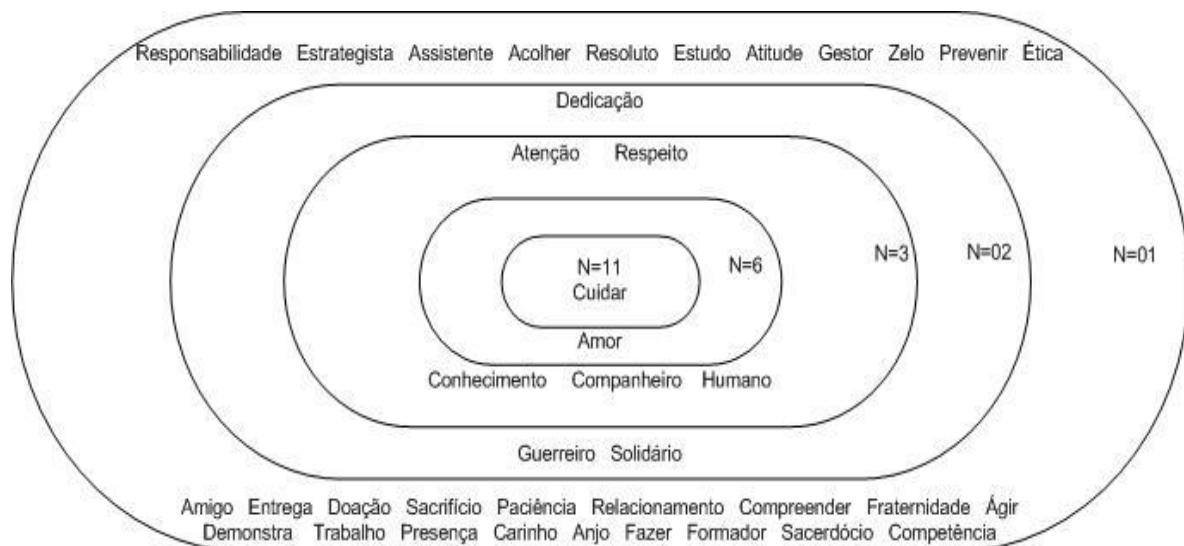 Responsabilidade Estrategista Assistente Acolher Resoluto Estudo Atitude Gestor Zelo Prevenir Ética
Dedicação
Atenção Respeito
N=11
Cuidar
N=6
N=3
N=02
N=01
Amor
Conhecimento Companheiro Humano
Guerreiro Solidário
Amigo Entrega Doação Sacrifício Paciência Relacionamento Compreender Fraternidade Ágir
Demonstra Trabalho Presença Carinho Anjo Fazer Formador Sacerdócio Competência